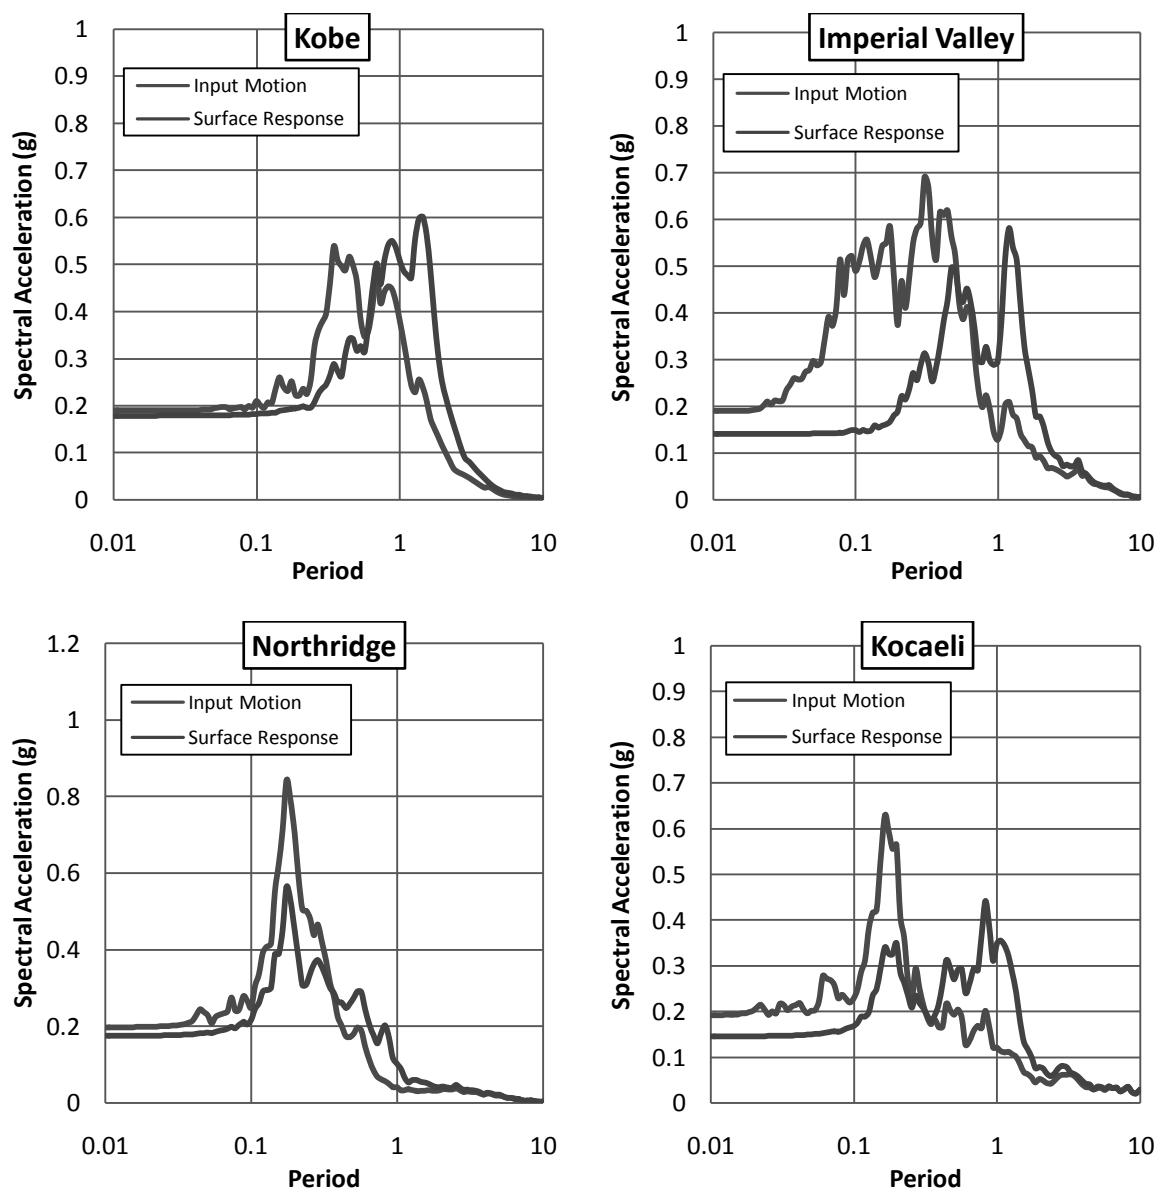 Kobe
Input Motion
Surface Response
Spectral Acceleration (g)
1
0.9
0.8
0.7
0.6
0.5
0.4
0.3
0.2
0.1
0
0.01 0.1 1 10
Period
Imperial Valley
Input Motion
Surface Response
Spectral Acceleration (g)
1
0.9
0.8
0.7
0.6
0.5
0.4
0.3
0.2
0.1
0
0.01 0.1 1 10
Period
Northridge
Input Motion
Surface Response
Spectral Acceleration (g)
1.2
1
0.8
0.6
0.4
0.2
0
0.01 0.1 1 10
Period
Kocaeli
Input Motion
Surface Response
Spectral Acceleration (g)
1
0.9
0.8
0.7
0.6
0.5
0.4
0.3
0.2
0.1
0
0.01 0.1 1 10
Period